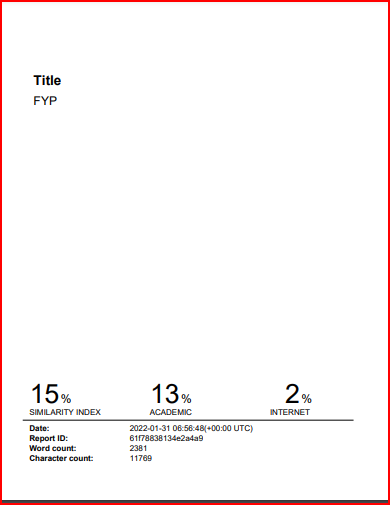 Title
FYP
15% 13% 2%
SIMILARITY INDEX ACADEMIC INTERNET
Date: 2022-01-31 06:56:48(+00:00 UTC)
Report ID: 61f78838134e2a4a9
Word count: 2381
Character count: 11769